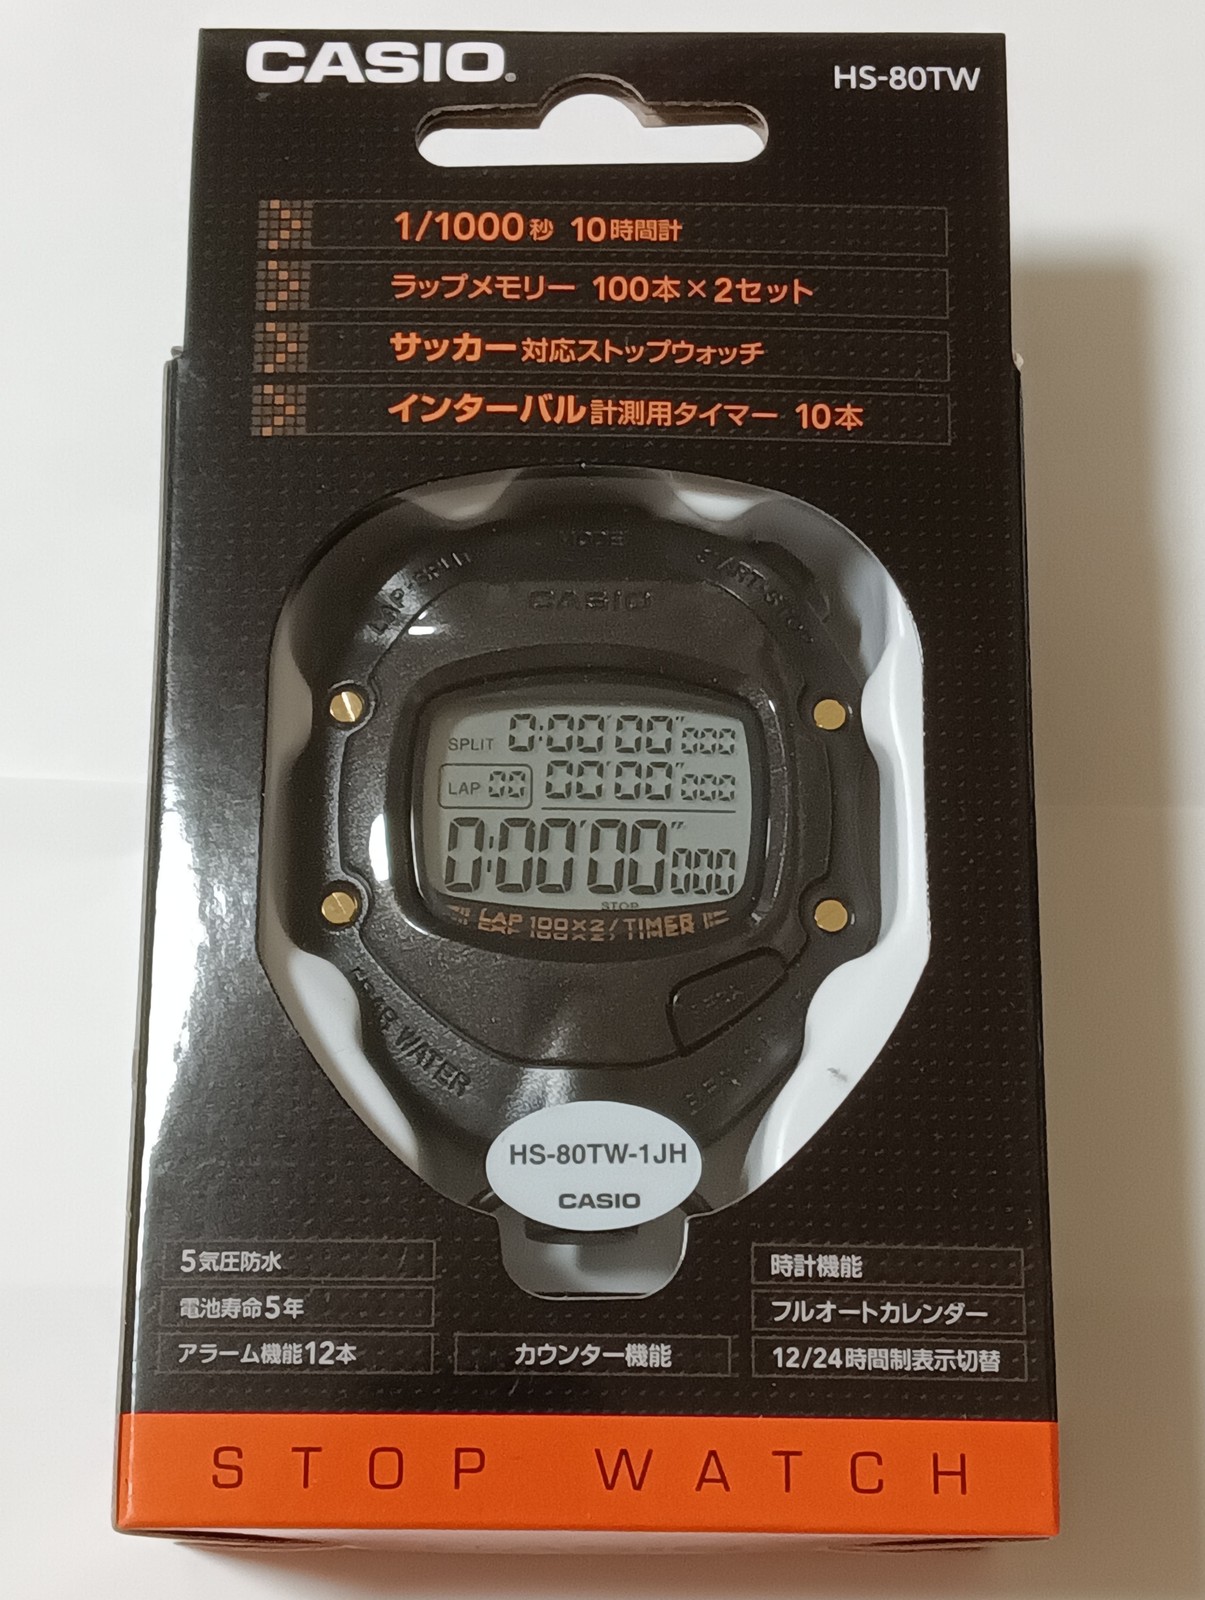 CASIO.
HS-80TW
1/1000秒 10時間計
ラップメモリー 100本×2セット
サッカー対応ストップウォッチ
インターバル計測用タイマー 10本
MODE
LAP・SPLIT
START・STOP
CASIO
SPLIT 0:00'00"000
LAP 00 00'00"000
0:00'00"000
STOP
LAP 100X2/TIMER
WATER
HS-80TW-1JH
CASIO
5気圧防水
電池寿命5年
アラーム機能12本
カウンター機能
時計機能
フルオートカレンダー
12/24時間制表示切替
STOP WATCH